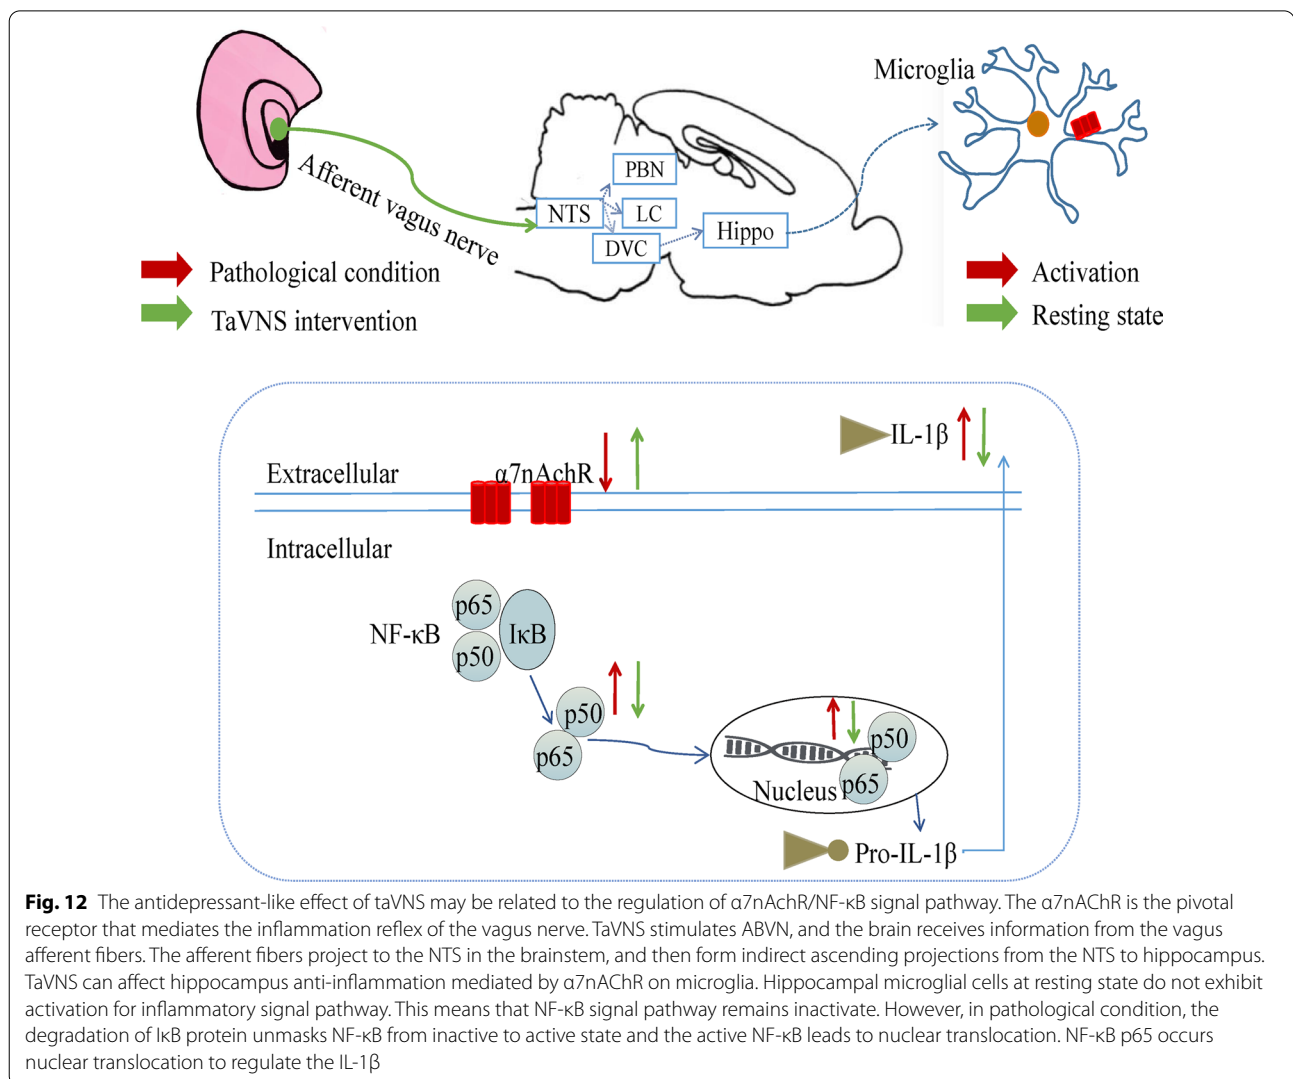 Microglia
Afferent vagus nerve
PBN
NTS
LC
DVC
Hippo
Pathological condition
TaVNS intervention
Activation
Resting state
IL-1β
Extracellular
α7nAchR
Intracellular
p65
NF-κB
IκB
p50
p50
p65
p50
Nucleus
p65
Pro-IL-1β
Fig. 12 The antidepressant-like effect of taVNS may be related to the regulation of α7nAchR/NF-κB signal pathway. The α7nAChR is the pivotal
receptor that mediates the inflammation reflex of the vagus nerve. TaVNS stimulates ABVN, and the brain receives information from the vagus
afferent fibers. The afferent fibers project to the NTS in the brainstem, and then form indirect ascending projections from the NTS to hippocampus.
TaVNS can affect hippocampus anti-inflammation mediated by α7nAChR on microglia. Hippocampal microglial cells at resting state do not exhibit
activation for inflammatory signal pathway. This means that NF-κB signal pathway remains inactivate. However, in pathological condition, the
degradation of IκB protein unmasks NF-κB from inactive to active state and the active NF-κB leads to nuclear translocation. NF-κB p65 occurs
nuclear translocation to regulate the IL-1β